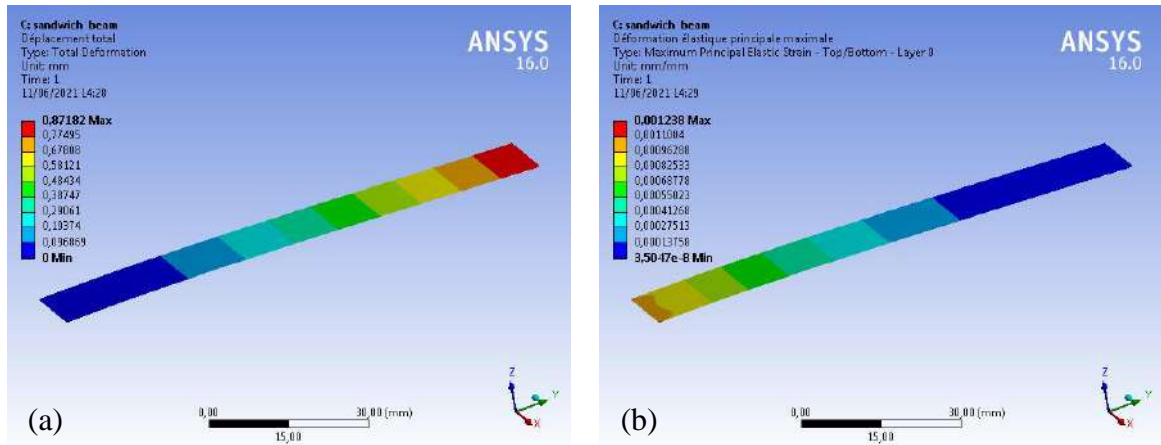 C: sandwich_beam
Déplacement total
Type: Total Deformation
Unit: mm
Time: 1
11/06/2021 14:28
0,87182 Max
0,77495
0,67808
0,58121
0,48434
0,38747
0,29061
0,19374
0,096869
0 Min
ANSYS
16.0
Z
Y
X
0,00
30,00 (mm)
15,00
(a)
C: sandwich_beam
Déformation élastique principale maximale
Type: Maximum Principal Elastic Strain - Top/Bottom - Layer 0
Unit: mm/mm
Time: 1
11/06/2021 14:29
0,001238 Max
0,0011004
0,00096288
0,00082533
0,00068778
0,00055023
0,00041268
0,00027513
0,00013758
3,5047e-8 Min
ANSYS
16.0
Z
Y
X
0,00
30,00 (mm)
15,00
(b)